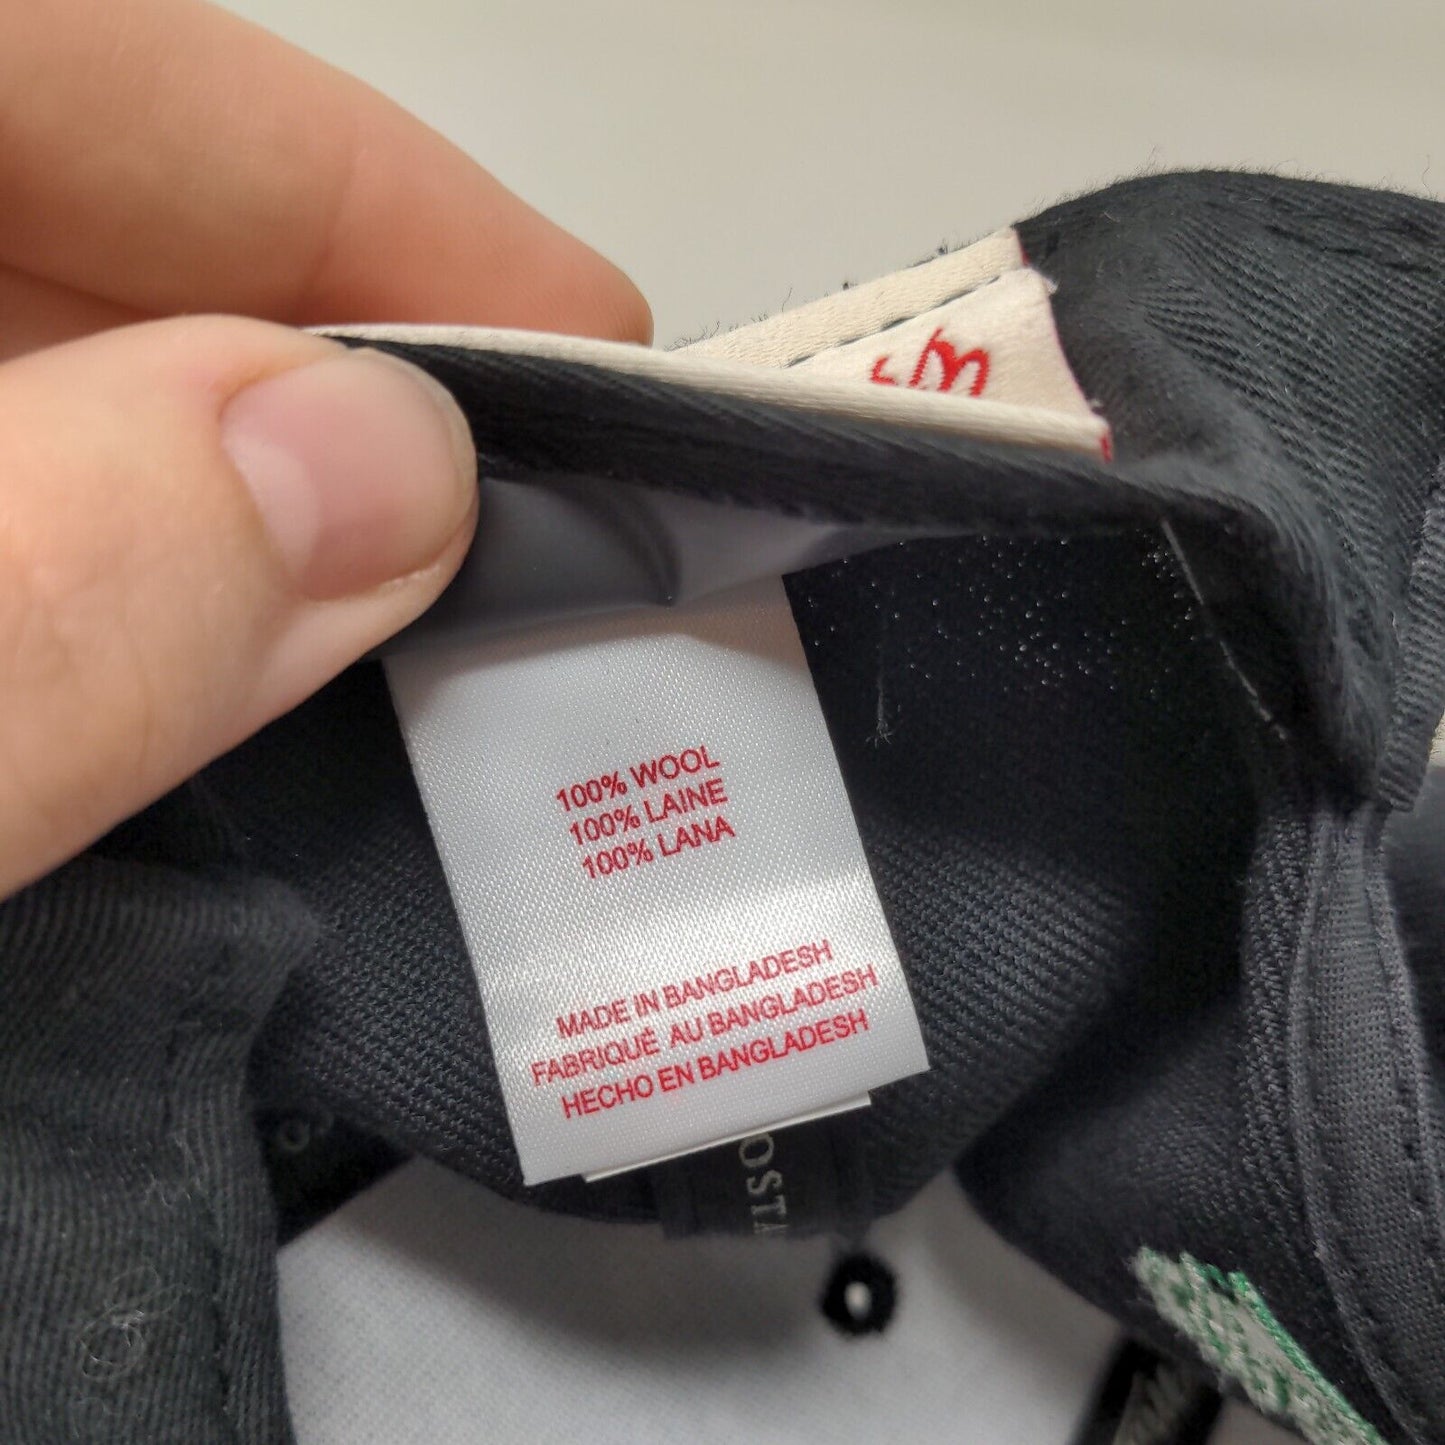 100% WOOL
100% LAINE
100% LANA
MADE IN BANGLADESH
FABRIQUÉ AU BANGLADESH
HECHO EN BANGLADESH